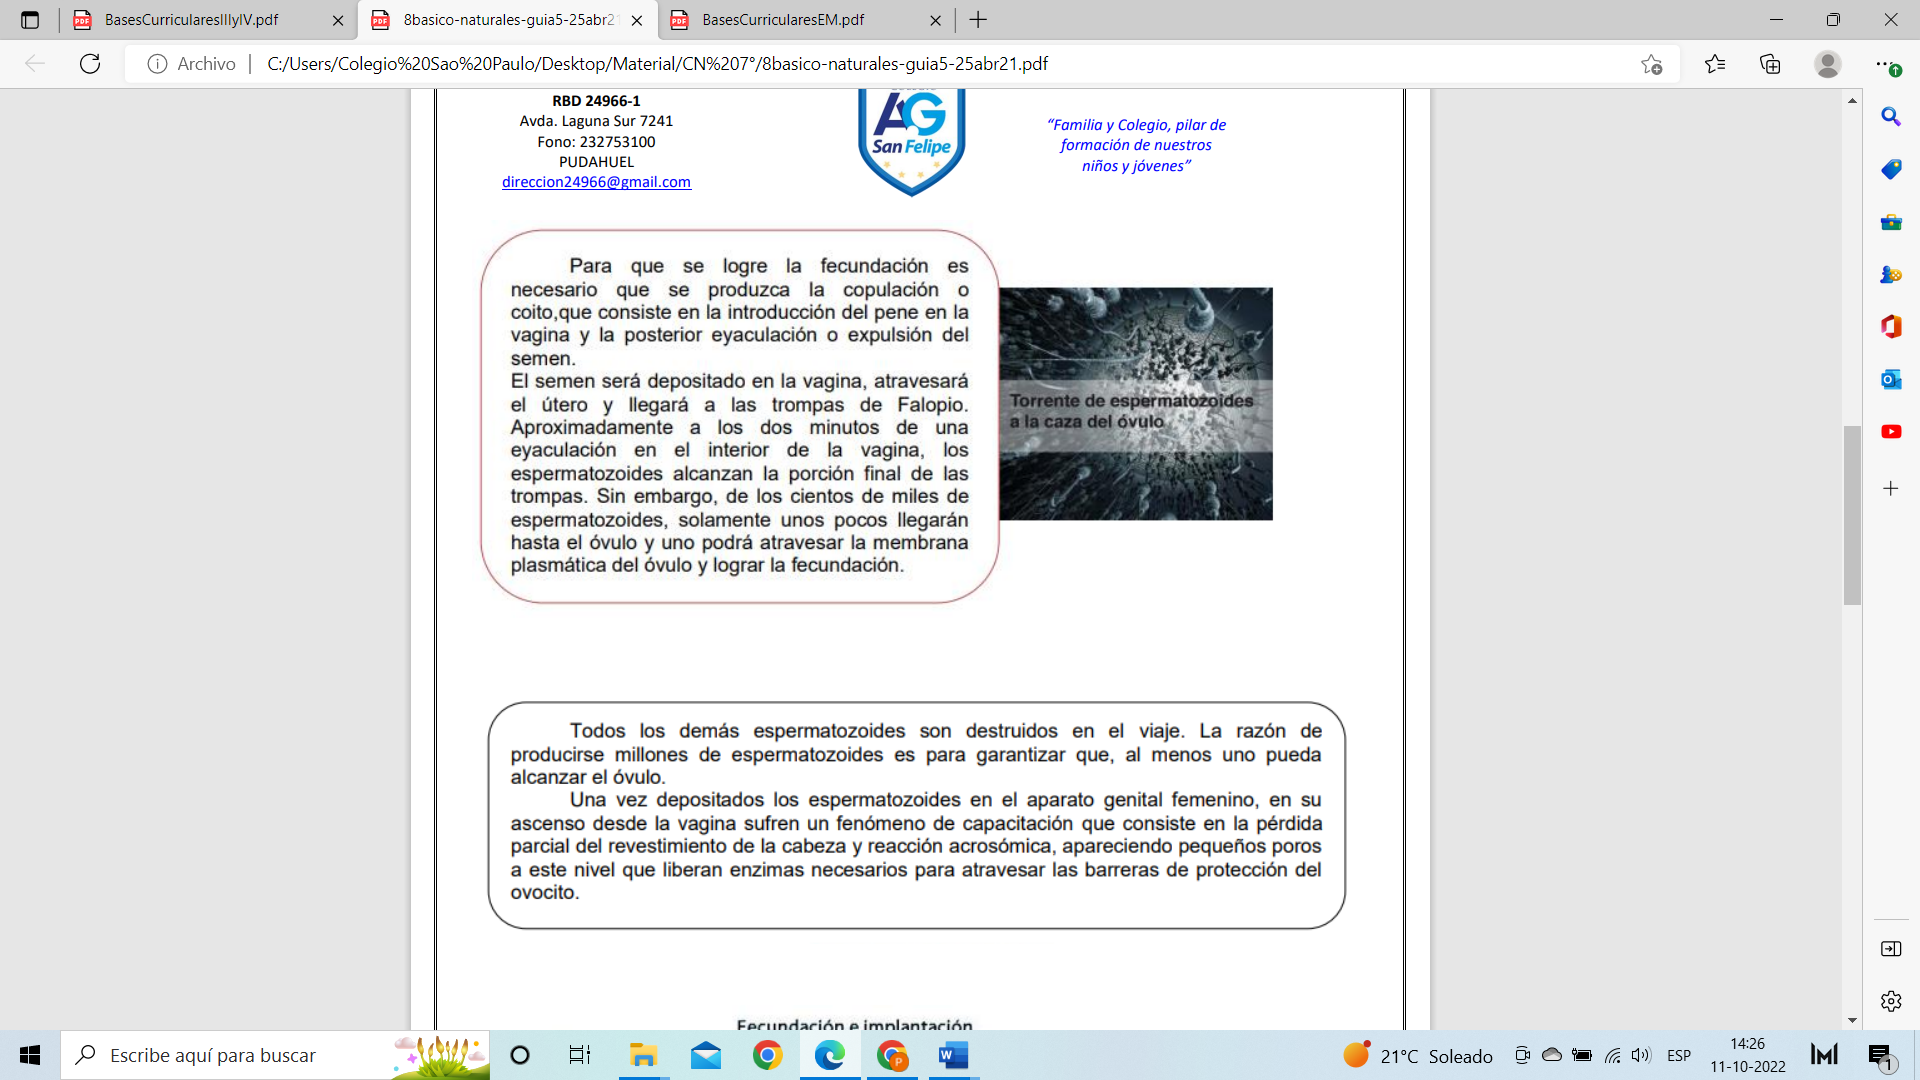 BasesCurricularesIIIyIV.pdf
8basico-naturales-guia5-25abr21
BasesCurricularesEM.pdf
Archivo
C:/Users/Colegio%20Sao%20Paulo/Desktop/Material/CN%207°/8basico-naturales-guia5-25abr21.pdf
RBD 24966-1
Avda. Laguna Sur 7241
Fono: 232753100
PUDAHUEL
direccion24966@gmail.com
AG
San Felipe
“Familia y Colegio, pilar de
formación de nuestros
niños y jóvenes”
Para que se logre la fecundación es
necesario que se produzca la copulación o
coito,que consiste en la introducción del pene en la
vagina y la posterior eyaculación o expulsión del
semen.
El semen será depositado en la vagina, atravesará
el útero y llegará a las trompas de Falopio.
Aproximadamente a los dos minutos de una
eyaculación en el interior de la vagina, los
espermatozoides alcanzan la porción final de las
trompas. Sin embargo, de los cientos de miles de
espermatozoides, solamente unos pocos llegarán
hasta el óvulo y uno podrá atravesar la membrana
plasmática del óvulo y lograr la fecundación.
Torrente de espermatozoides
a la caza del óvulo
Todos los demás espermatozoides son destruidos en el viaje. La razón de
producirse millones de espermatozoides es para garantizar que, al menos uno pueda
alcanzar el óvulo.
Una vez depositados los espermatozoides en el aparato genital femenino, en su
ascenso desde la vagina sufren un fenómeno de capacitación que consiste en la pérdida
parcial del revestimiento de la cabeza y reacción acrosómica, apareciendo pequeños poros
a este nivel que liberan enzimas necesarios para atravesar las barreras de protección del
ovocito.
Fecundación e implantación
Escribe aquí para buscar
21°C Soleado
ESP
14:26
11-10-2022
1